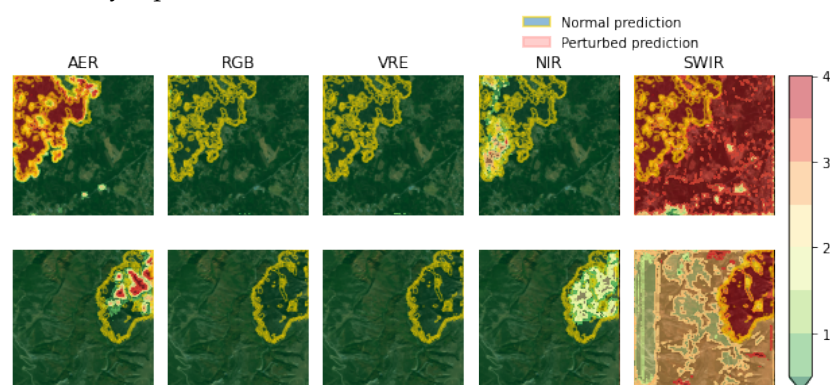 Normal prediction
Perturbed prediction
AER RGB VRE NIR SWIR
4
3
2
1